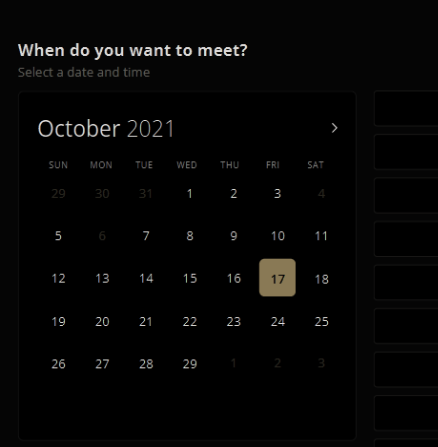 When do you want to meet?
Select a date and time
October 2021
SUN MON TUE WED THU FRI SAT
29 30 31 1 2 3 4
5 6 7 8 9 10 11
12 13 14 15 16 17 18
19 20 21 22 23 24 25
26 27 28 29 1 2 3